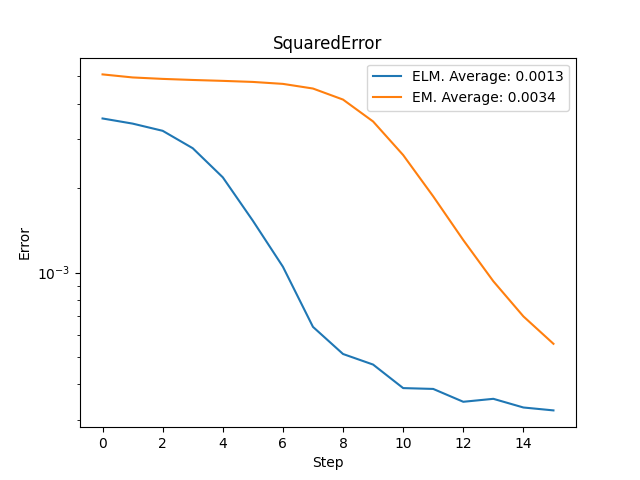 SquaredError
ELM. Average: 0.0013
EM. Average: 0.0034
Error
10⁻³
0 2 4 6 8 10 12 14
Step